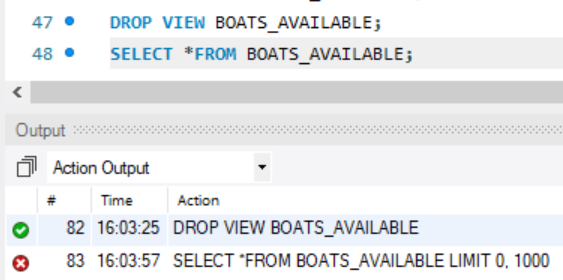 47 DROP VIEW BOATS_AVAILABLE;
48 SELECT *FROM BOATS_AVAILABLE;
Output
Action Output
# Time Action
82 16:03:25 DROP VIEW BOATS_AVAILABLE
83 16:03:57 SELECT *FROM BOATS_AVAILABLE LIMIT 0, 1000